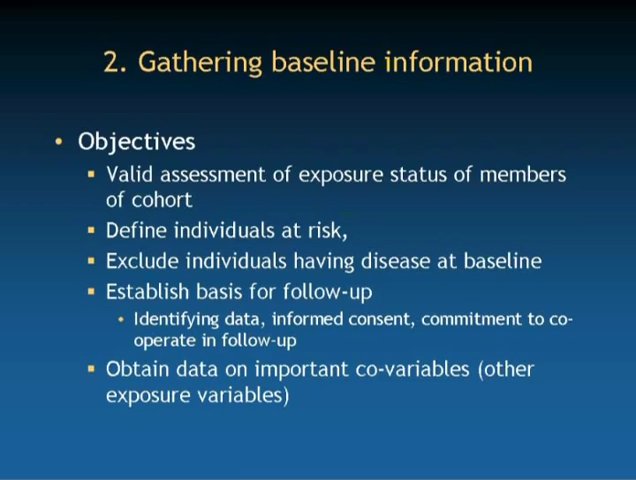 2. Gathering baseline information
• Objectives
▪ Valid assessment of exposure status of members
of cohort
▪ Define individuals at risk,
▪ Exclude individuals having disease at baseline
▪ Establish basis for follow-up
• Identifying data, informed consent, commitment to co-
operate in follow-up
▪ Obtain data on important co-variables (other
exposure variables)